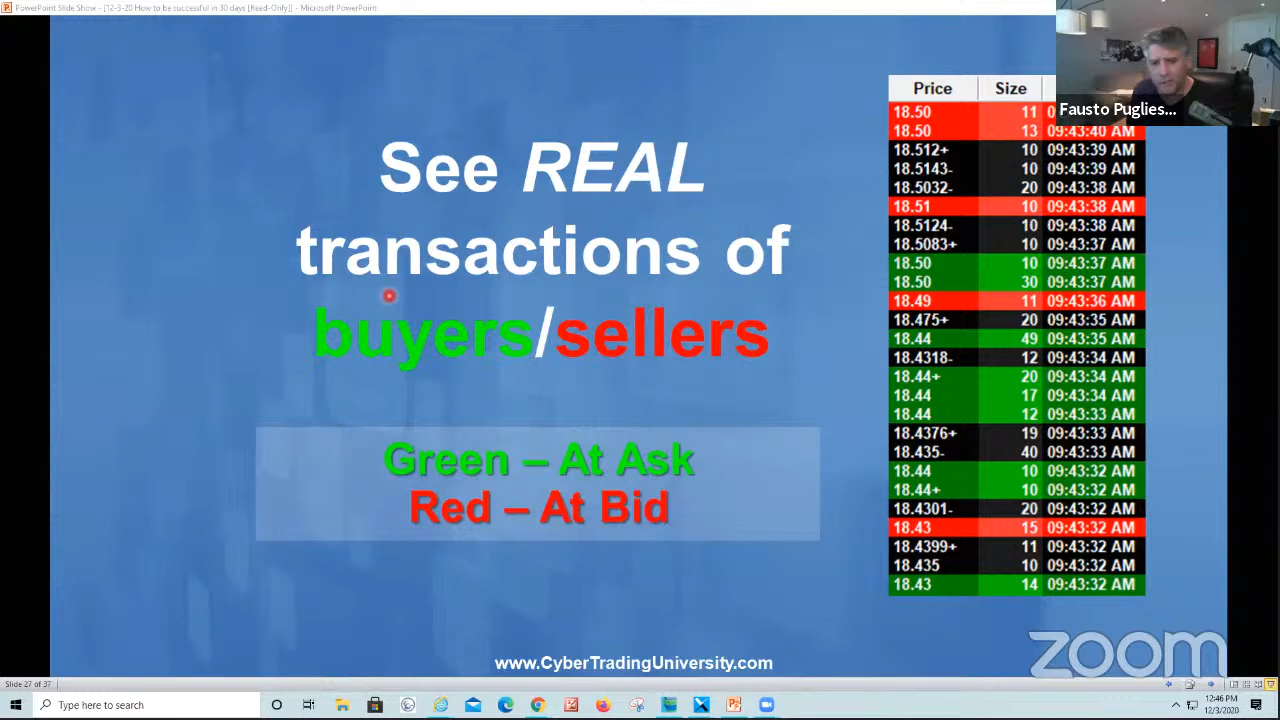 PowerPoint Slide Show - [12-3-20 How to be successful in 30 days [Read-Only]] - Microsoft PowerPoint
Fausto Puglies...
See REAL
transactions of
buyers/sellers
Green – At Ask
Red – At Bid
Price Size
18.50 11 0
18.50 13 09:43:40 AM
18.512+ 10 09:43:39 AM
18.5143- 10 09:43:39 AM
18.5032- 20 09:43:38 AM
18.51 10 09:43:38 AM
18.5124- 10 09:43:38 AM
18.5083+ 10 09:43:37 AM
18.50 10 09:43:37 AM
18.50 30 09:43:37 AM
18.49 11 09:43:36 AM
18.475+ 20 09:43:35 AM
18.44 49 09:43:35 AM
18.4318- 12 09:43:34 AM
18.44+ 20 09:43:34 AM
18.44 17 09:43:34 AM
18.44 12 09:43:33 AM
18.4376+ 19 09:43:33 AM
18.435- 40 09:43:33 AM
18.44 10 09:43:32 AM
18.44+ 10 09:43:32 AM
18.4301- 20 09:43:32 AM
18.43 15 09:43:32 AM
18.4399+ 11 09:43:32 AM
18.435 10 09:43:32 AM
18.43 14 09:43:32 AM
www.CyberTradingUniversity.com
zoom
Slide 27 of 37
Type here to search
12:46 PM
12/3/2020